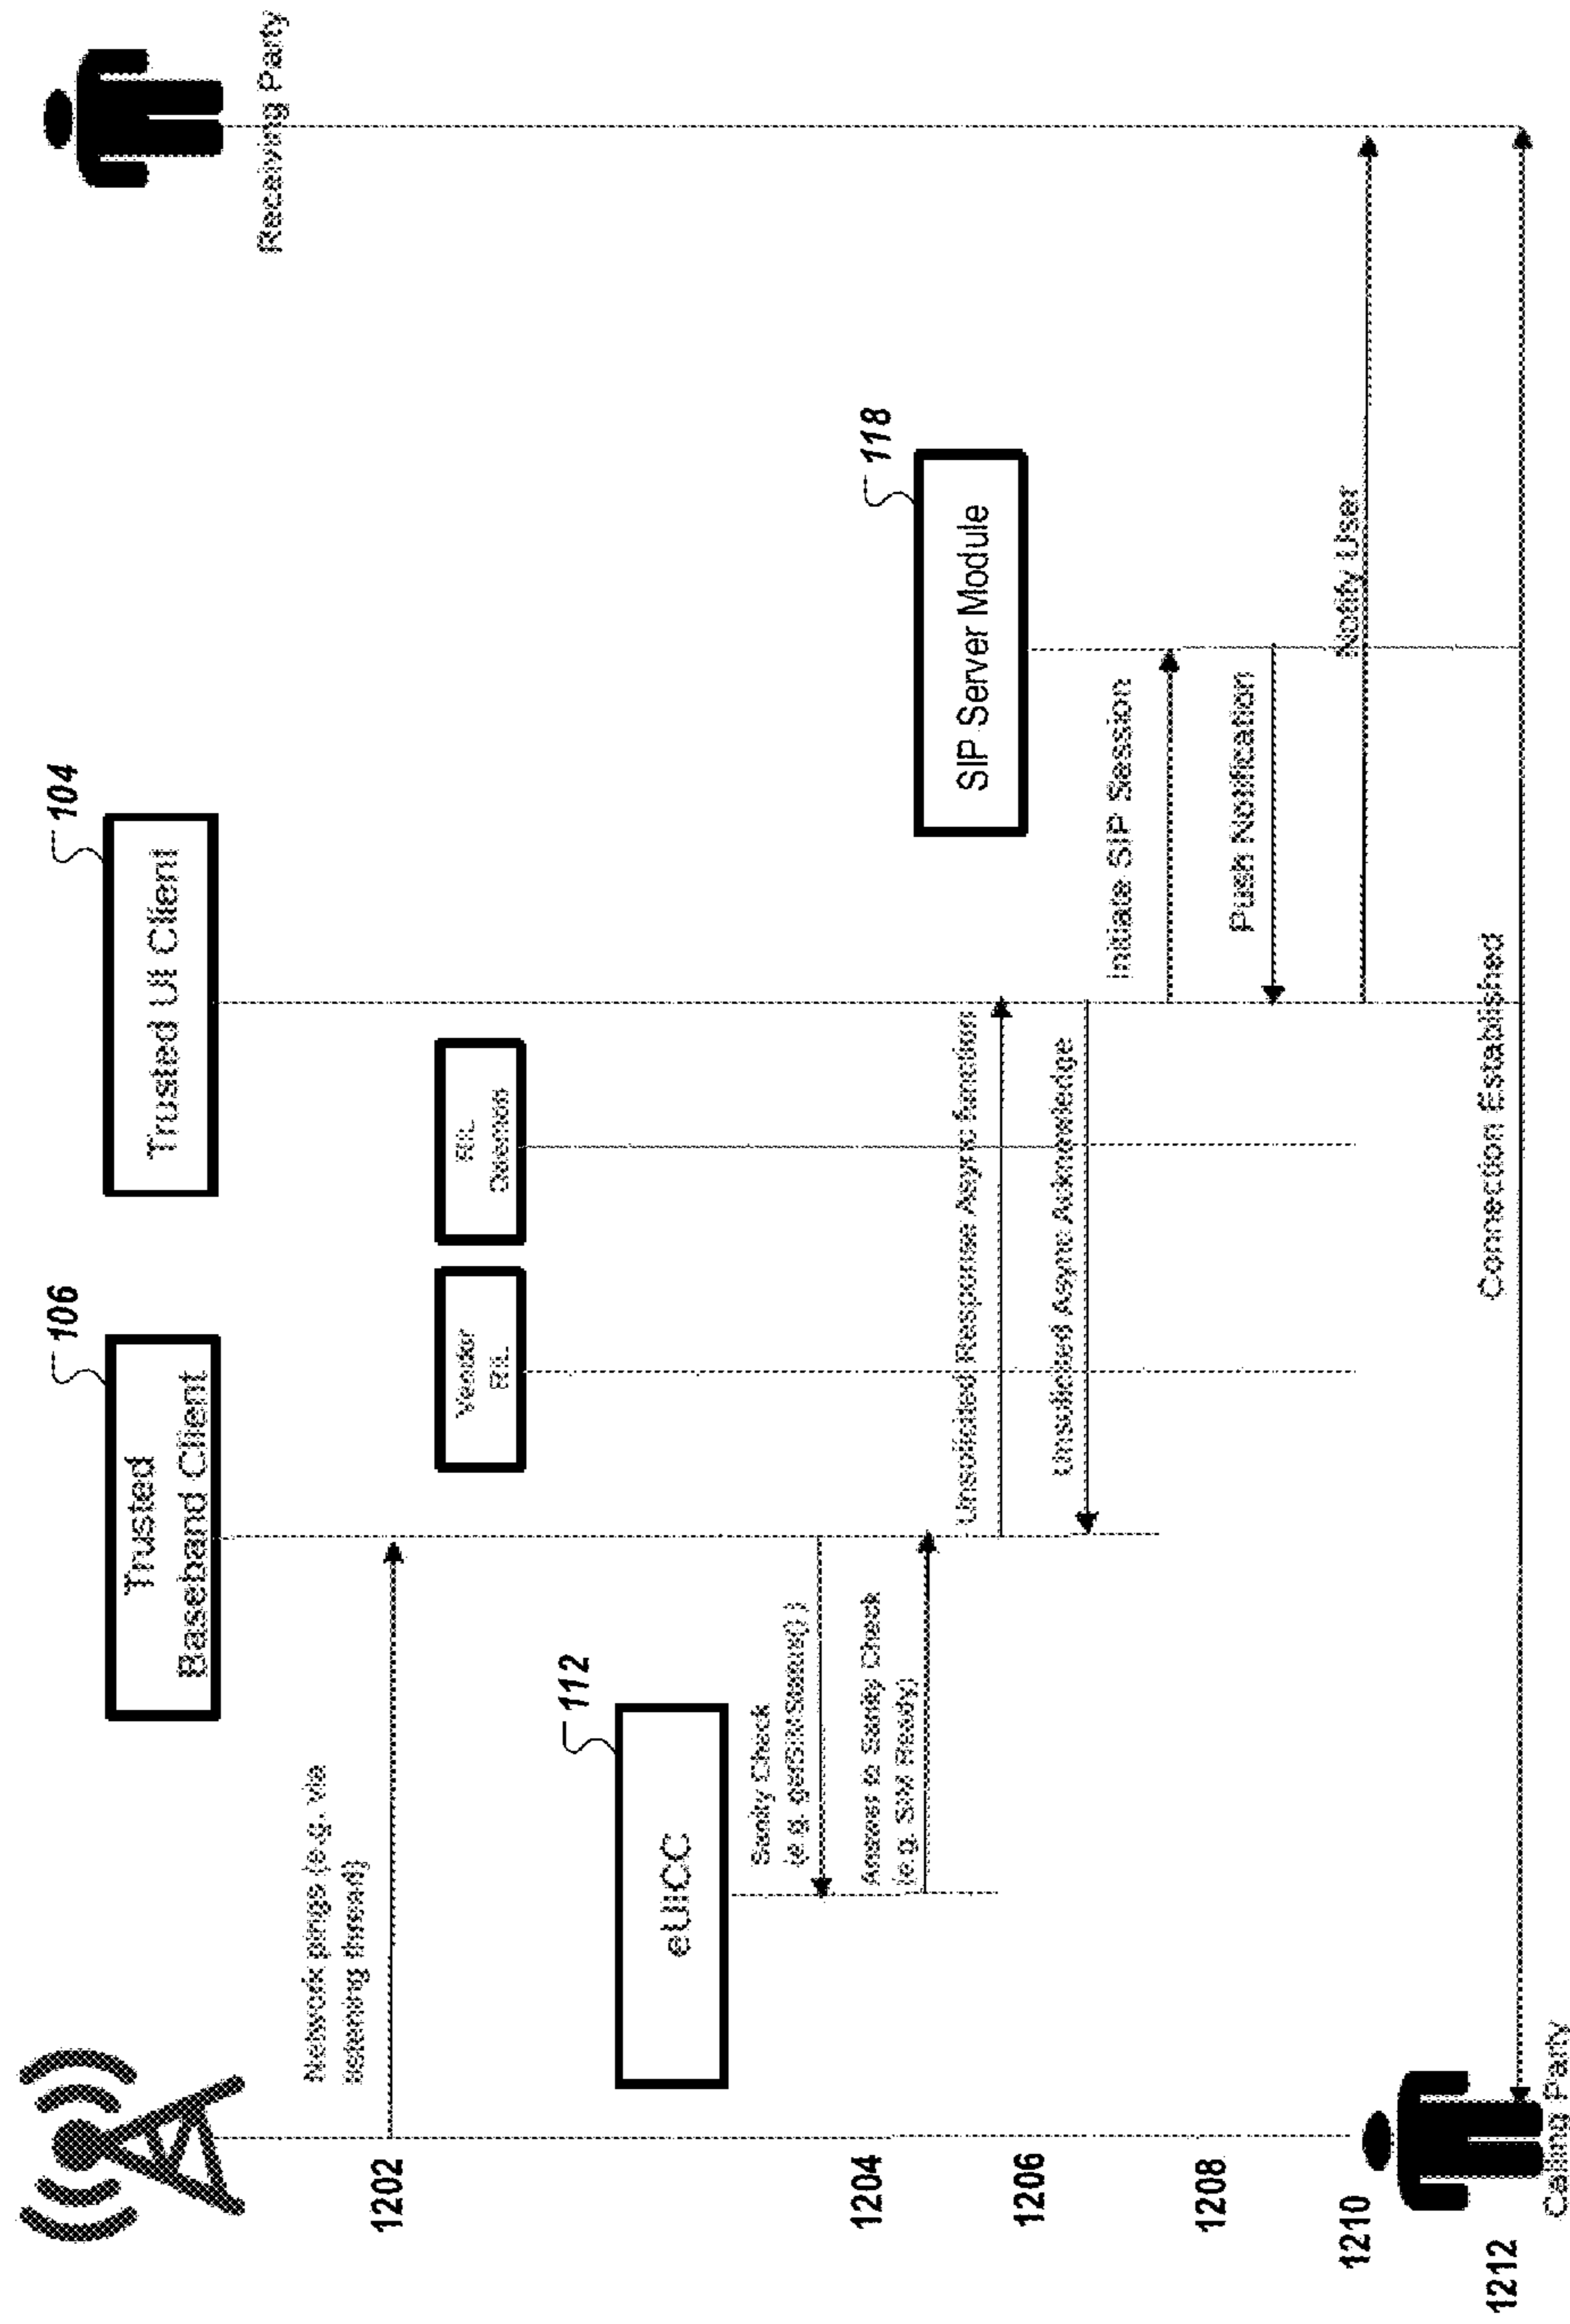 Receiving Party
104
Trusted UI Client
106
Trusted
Baseband Client
RIL
Daemon
Vendor
RIL
118
SIP Server Module
112
eUICC
1202
Network pings (e.g. via
listening thread)
1204
Sanity Check
(e.g. getSIMStatus() )
Answer to Sanity Check
(e.g. SIM Ready)
1206
Unsolicited Response Async function
Unsolicited Async Acknowledge
1208
Initiate SIP Session
Push Notification
1210
Notify User
1212
Connection Established
Calling Party